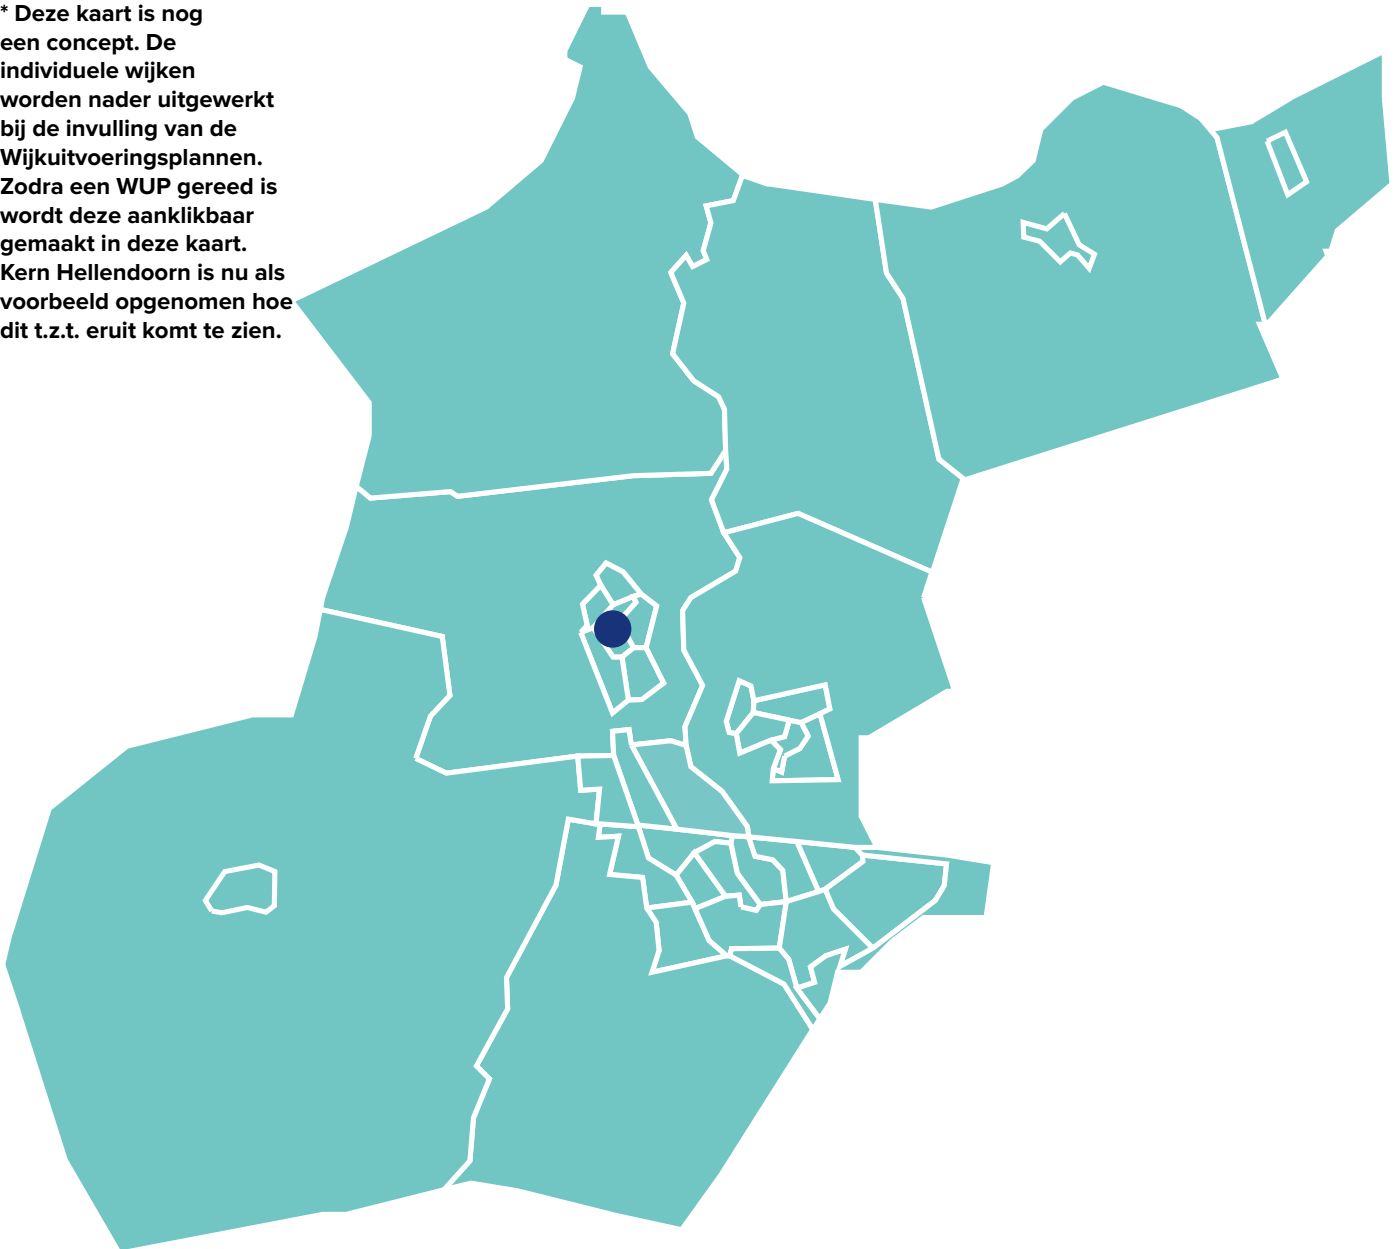 * Deze kaart is nog
een concept. De
individuele wijken
worden nader uitgewerkt
bij de invulling van de
Wijkuitvoeringsplannen.
Zodra een WUP gereed is
wordt deze aanklikbaar
gemaakt in deze kaart.
Kern Hellendoorn is nu als
voorbeeld opgenomen hoe
dit t.z.t. eruit komt te zien.